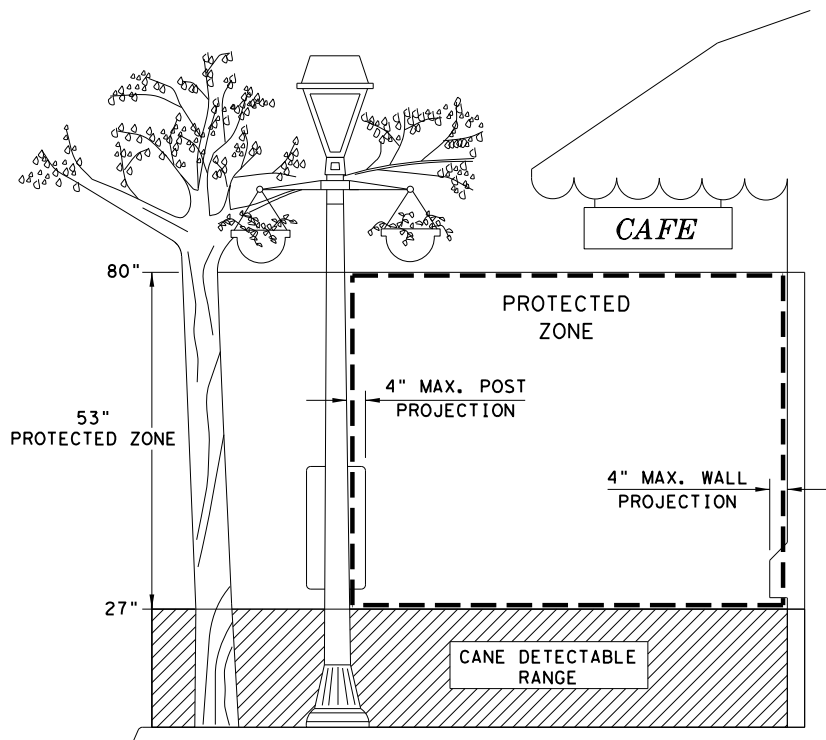 CAFE
80"
PROTECTED
ZONE
4" MAX. POST
PROJECTION
53"
PROTECTED ZONE
4" MAX. WALL
PROJECTION
27"
CANE DETECTABLE
RANGE